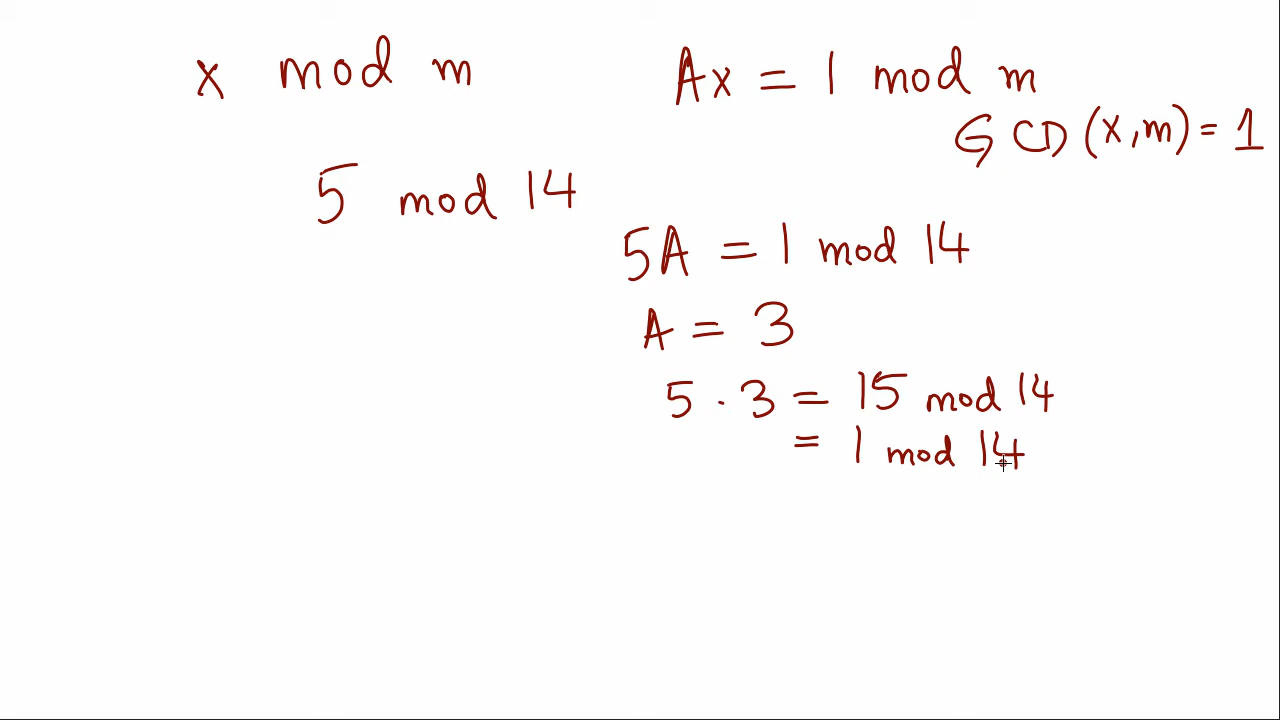 x mod m
Ax = 1 mod m
GCD(x,m) = 1
5 mod 14
5A = 1 mod 14
A = 3
5 · 3 = 15 mod 14
= 1 mod 14